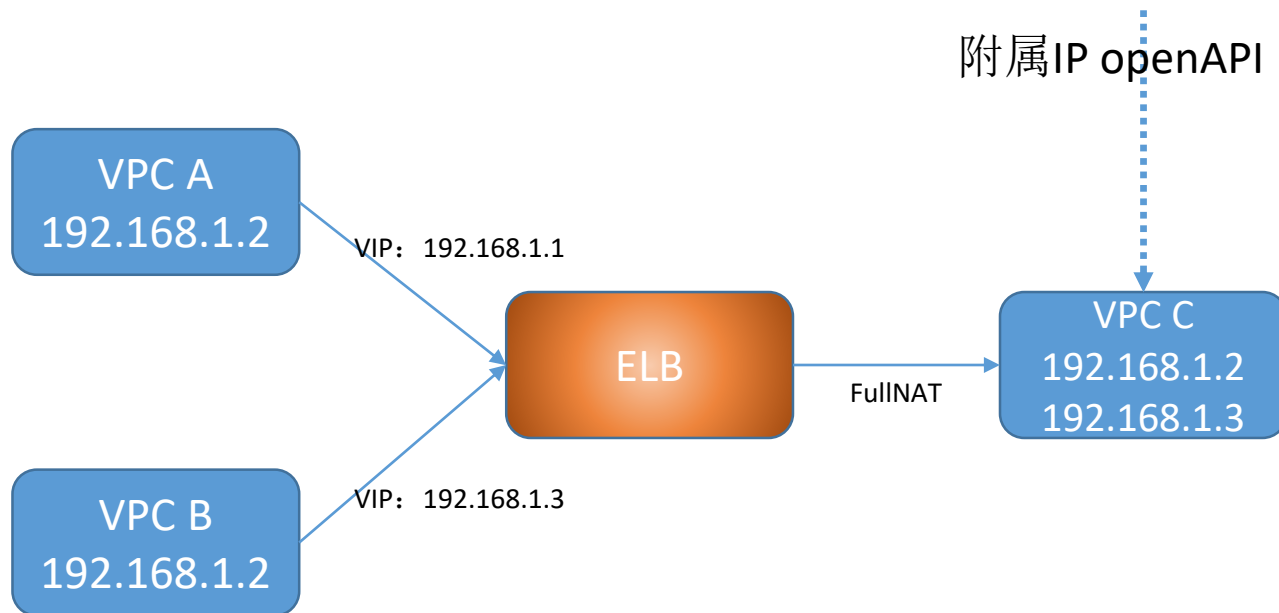 附属IP openAPI
VPC A
192.168.1.2
VIP：192.168.1.1
ELB
FullNAT
VPC C
192.168.1.2
192.168.1.3
VIP：192.168.1.3
VPC B
192.168.1.2